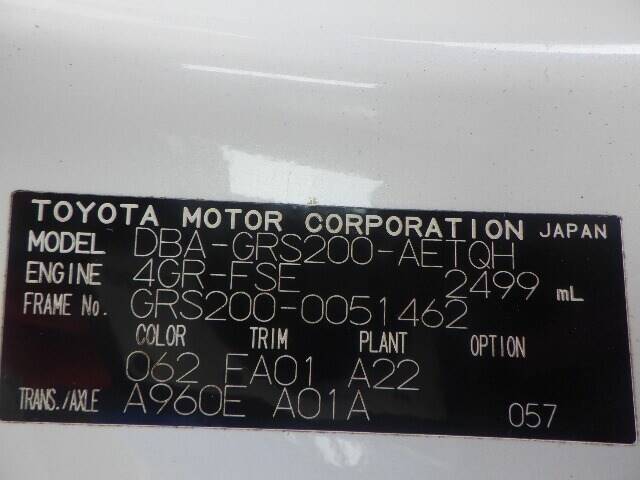 TOYOTA MOTOR CORPORATION JAPAN
MODEL DBA-GRS200-AETQH
ENGINE 4GR-FSE 2499 mL
FRAME No. GRS200-0051462
COLOR TRIM PLANT OPTION
062 FA01 A22
TRANS./AXLE A960E A01A 057